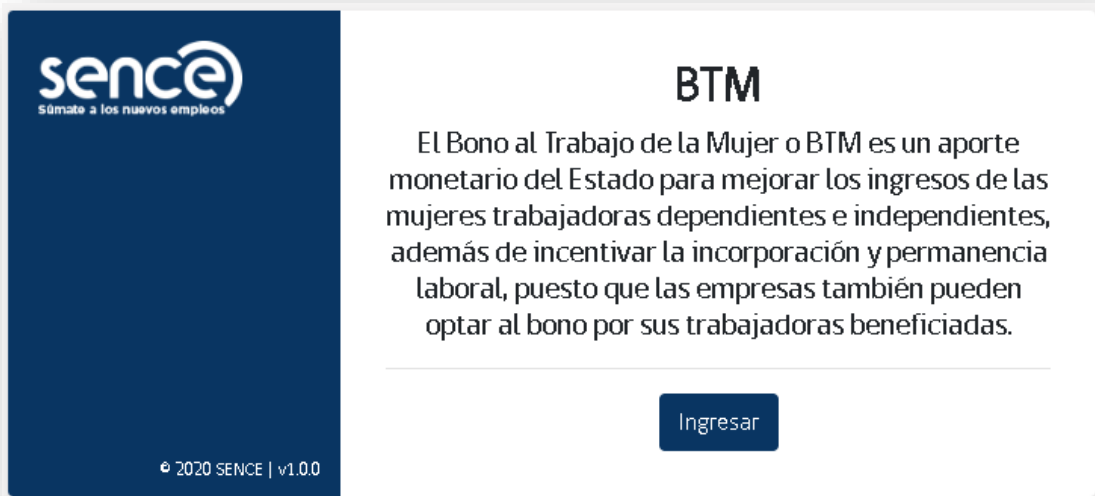 sence
Súmate a los nuevos empleos
BTM
El Bono al Trabajo de la Mujer o BTM es un aporte
monetario del Estado para mejorar los ingresos de las
mujeres trabajadoras dependientes e independientes,
además de incentivar la incorporación y permanencia
laboral, puesto que las empresas también pueden
optar al bono por sus trabajadoras beneficiadas.
Ingresar
© 2020 SENCE | v1.0.0